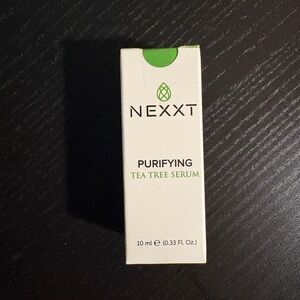 NEXXT
PURIFYING
TEA TREE SERUM
10 ml ℮ (0.33 Fl. Oz.)